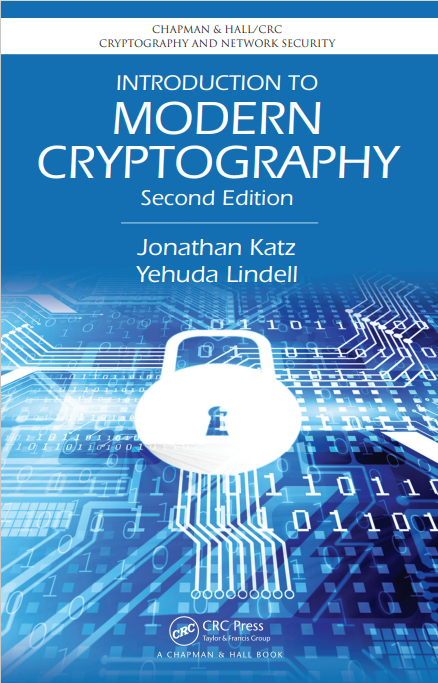 CHAPMAN & HALL/CRC
CRYPTOGRAPHY AND NETWORK SECURITY
INTRODUCTION TO
MODERN
CRYPTOGRAPHY
Second Edition
Jonathan Katz
Yehuda Lindell
CRC
CRC Press
Taylor & Francis Group
A CHAPMAN & HALL BOOK